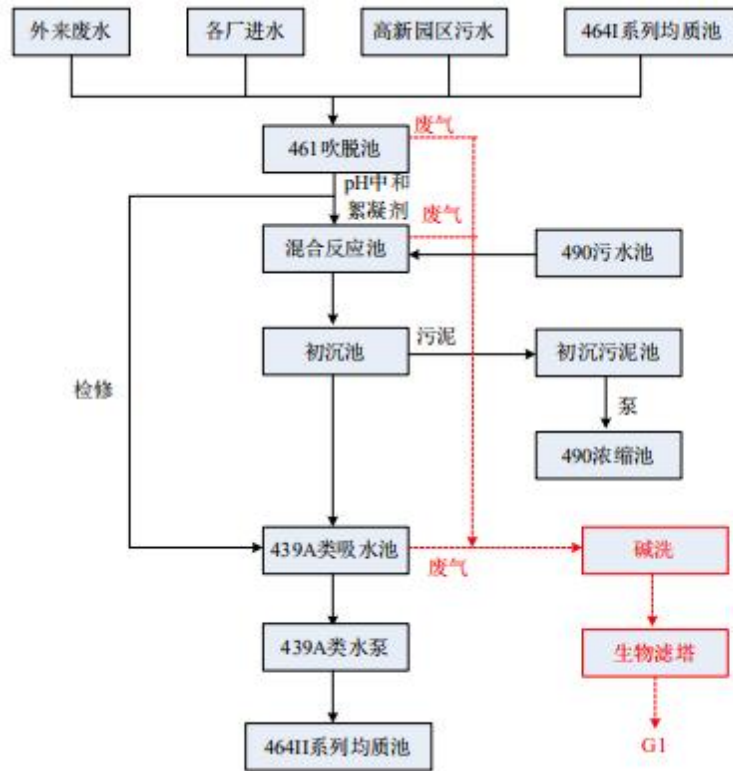 外来废水
各厂进水
高新园区污水
464I系列均质池
废气
461吹脱池
pH中和
絮凝剂
废气
混合反应池
490污水池
初沉池
污泥
初沉污泥池
检修
泵
490浓缩池
439A类吸水池
废气
碱洗
439A类水泵
生物滤塔
464II系列均质池
G1